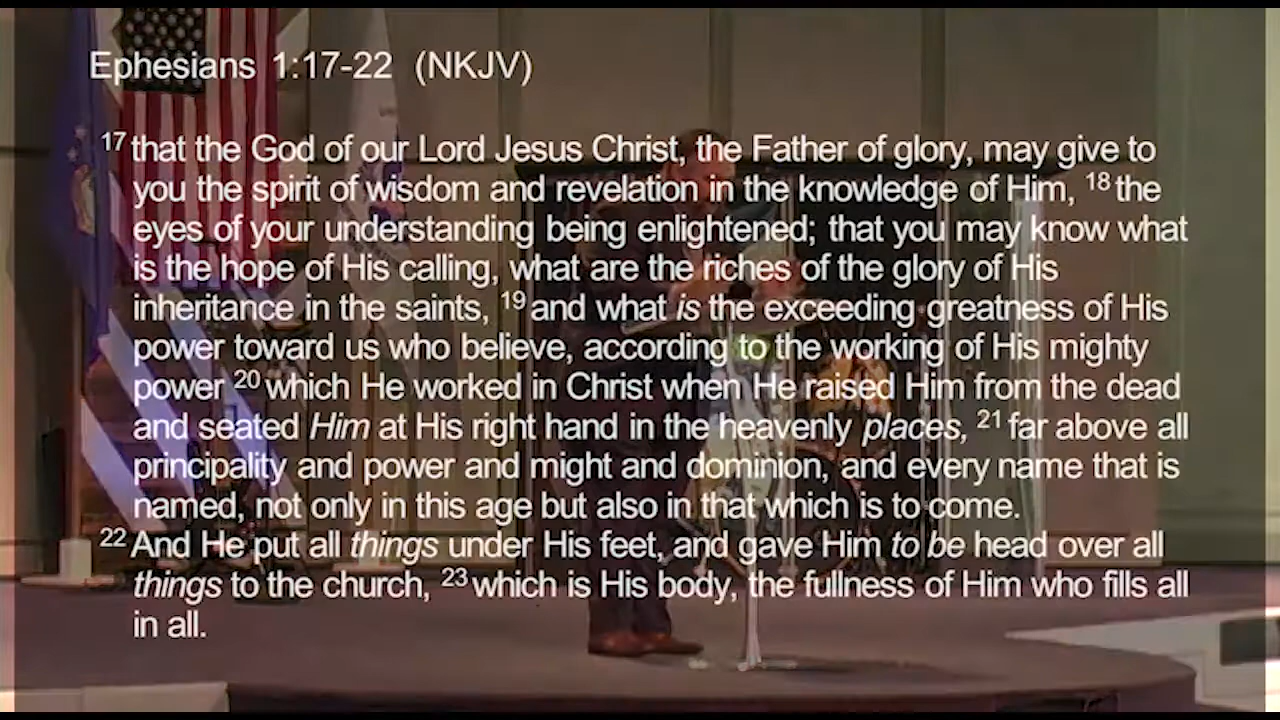 Ephesians 1:17-22 (NKJV)
17 that the God of our Lord Jesus Christ, the Father of glory, may give to
you the spirit of wisdom and revelation in the knowledge of Him, 18 the
eyes of your understanding being enlightened; that you may know what
is the hope of His calling, what are the riches of the glory of His
inheritance in the saints, 19 and what is the exceeding greatness of His
power toward us who believe, according to the working of His mighty
power 20 which He worked in Christ when He raised Him from the dead
and seated Him at His right hand in the heavenly places, 21 far above all
principality and power and might and dominion, and every name that is
named, not only in this age but also in that which is to come.
22 And He put all things under His feet, and gave Him to be head over all
things to the church, 23 which is His body, the fullness of Him who fills all
in all.